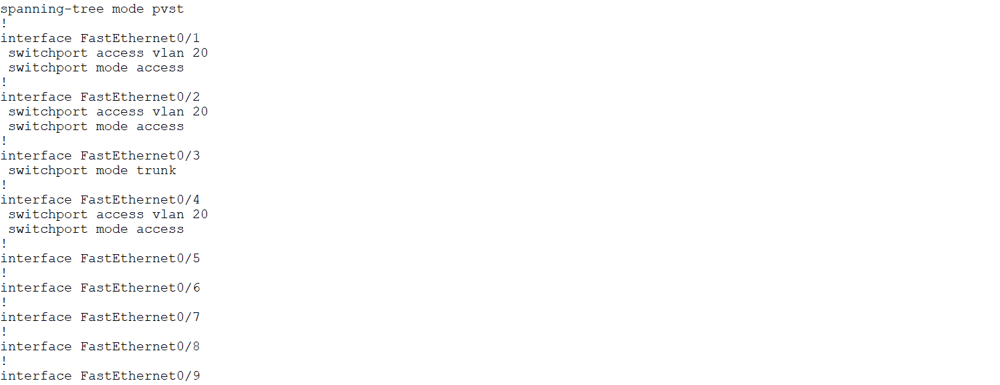 spanning-tree mode pvst
!
interface FastEthernet0/1
 switchport access vlan 20
 switchport mode access
!
interface FastEthernet0/2
 switchport access vlan 20
 switchport mode access
!
interface FastEthernet0/3
 switchport mode trunk
!
interface FastEthernet0/4
 switchport access vlan 20
 switchport mode access
!
interface FastEthernet0/5
!
interface FastEthernet0/6
!
interface FastEthernet0/7
!
interface FastEthernet0/8
!
interface FastEthernet0/9